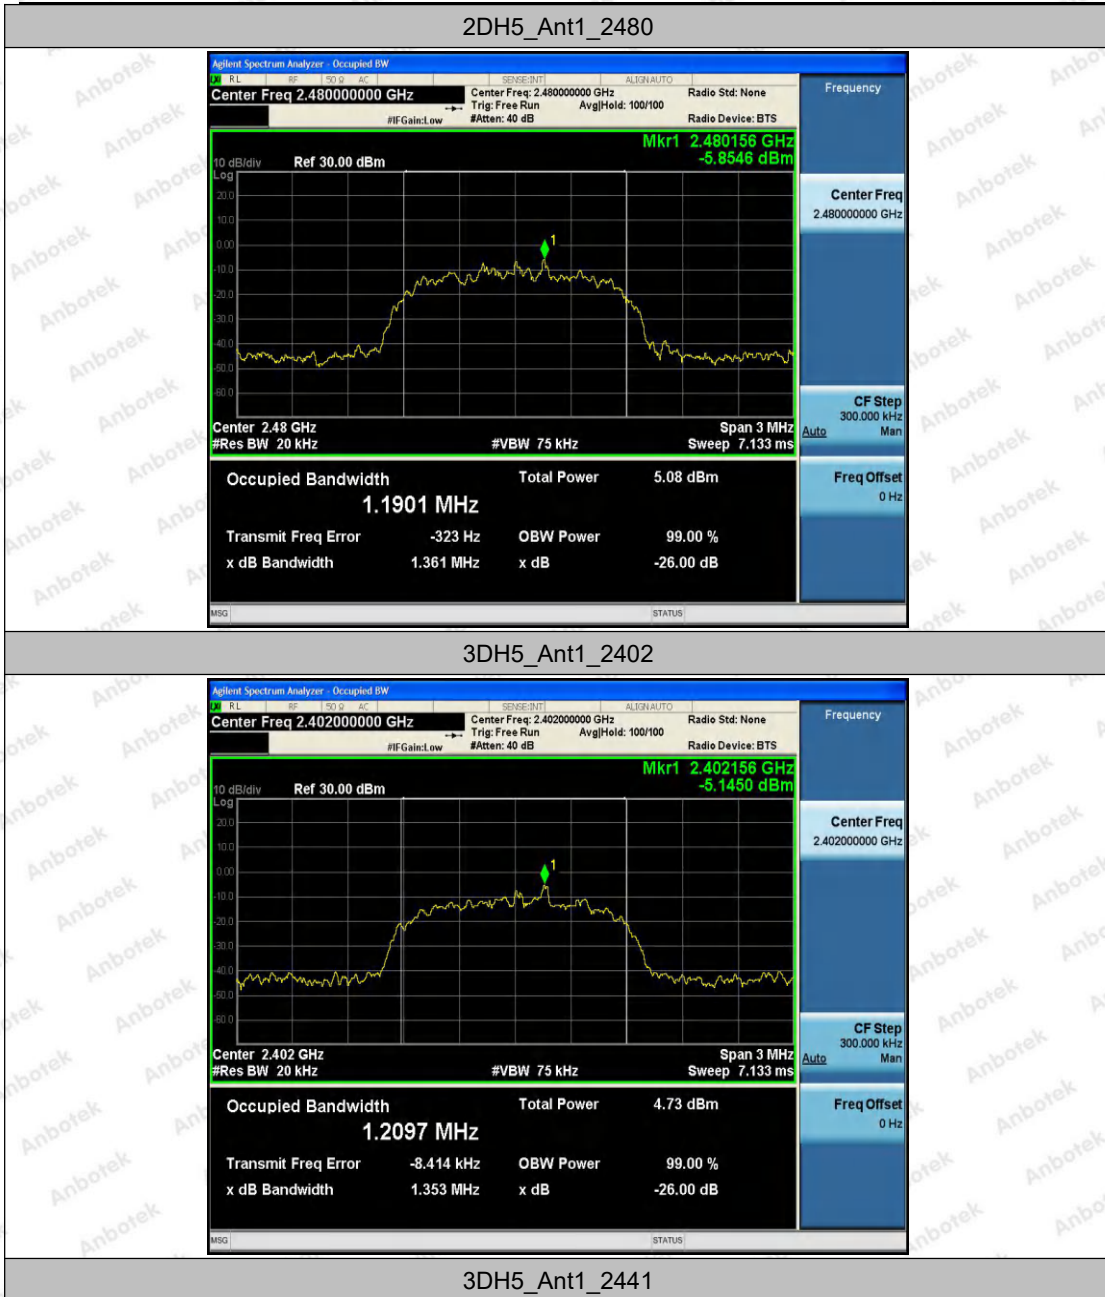 2DH5_Ant1_2480
Agilent Spectrum Analyzer - Occupied BW
RL RF 50 Ω AC SENSE:INT ALIGNAUTO
Center Freq 2.480000000 GHz
Center Freq: 2.480000000 GHz
Radio Std: None
Trig: Free Run Avg|Hold: 100/100
#IFGain:Low #Atten: 40 dB Radio Device: BTS
Mkr1 2.480156 GHz
-5.8546 dBm
10 dB/div Ref 30.00 dBm
Log
20.0
10.0
0.00
-10.0
-20.0
-30.0
-40.0
-50.0
-60.0
1
Center 2.48 GHz Span 3 MHz
#Res BW 20 kHz #VBW 75 kHz Sweep 7.133 ms
Occupied Bandwidth Total Power 5.08 dBm
1.1901 MHz
Transmit Freq Error -323 Hz OBW Power 99.00 %
x dB Bandwidth 1.361 MHz x dB -26.00 dB
MSG STATUS
Frequency
Center Freq
2.480000000 GHz
CF Step
300.000 kHz
Auto Man
Freq Offset
0 Hz
3DH5_Ant1_2402
Agilent Spectrum Analyzer - Occupied BW
RL RF 50 Ω AC SENSE:INT ALIGNAUTO
Center Freq 2.402000000 GHz
Center Freq: 2.402000000 GHz
Radio Std: None
Trig: Free Run Avg|Hold: 100/100
#IFGain:Low #Atten: 40 dB Radio Device: BTS
Mkr1 2.402156 GHz
-5.1450 dBm
10 dB/div Ref 30.00 dBm
Log
20.0
10.0
0.00
-10.0
-20.0
-30.0
-40.0
-50.0
-60.0
1
Center 2.402 GHz Span 3 MHz
#Res BW 20 kHz #VBW 75 kHz Sweep 7.133 ms
Occupied Bandwidth Total Power 4.73 dBm
1.2097 MHz
Transmit Freq Error -8.414 kHz OBW Power 99.00 %
x dB Bandwidth 1.353 MHz x dB -26.00 dB
MSG STATUS
Frequency
Center Freq
2.402000000 GHz
CF Step
300.000 kHz
Auto Man
Freq Offset
0 Hz
3DH5_Ant1_2441